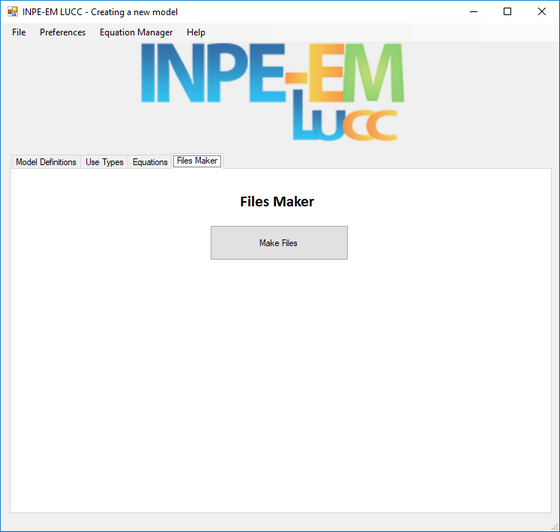 INPE-EM LUCC - Creating a new model
File Preferences Equation Manager Help
INPE-EM
LUCC
Model Definitions Use Types Equations Files Maker
Files Maker
Make Files